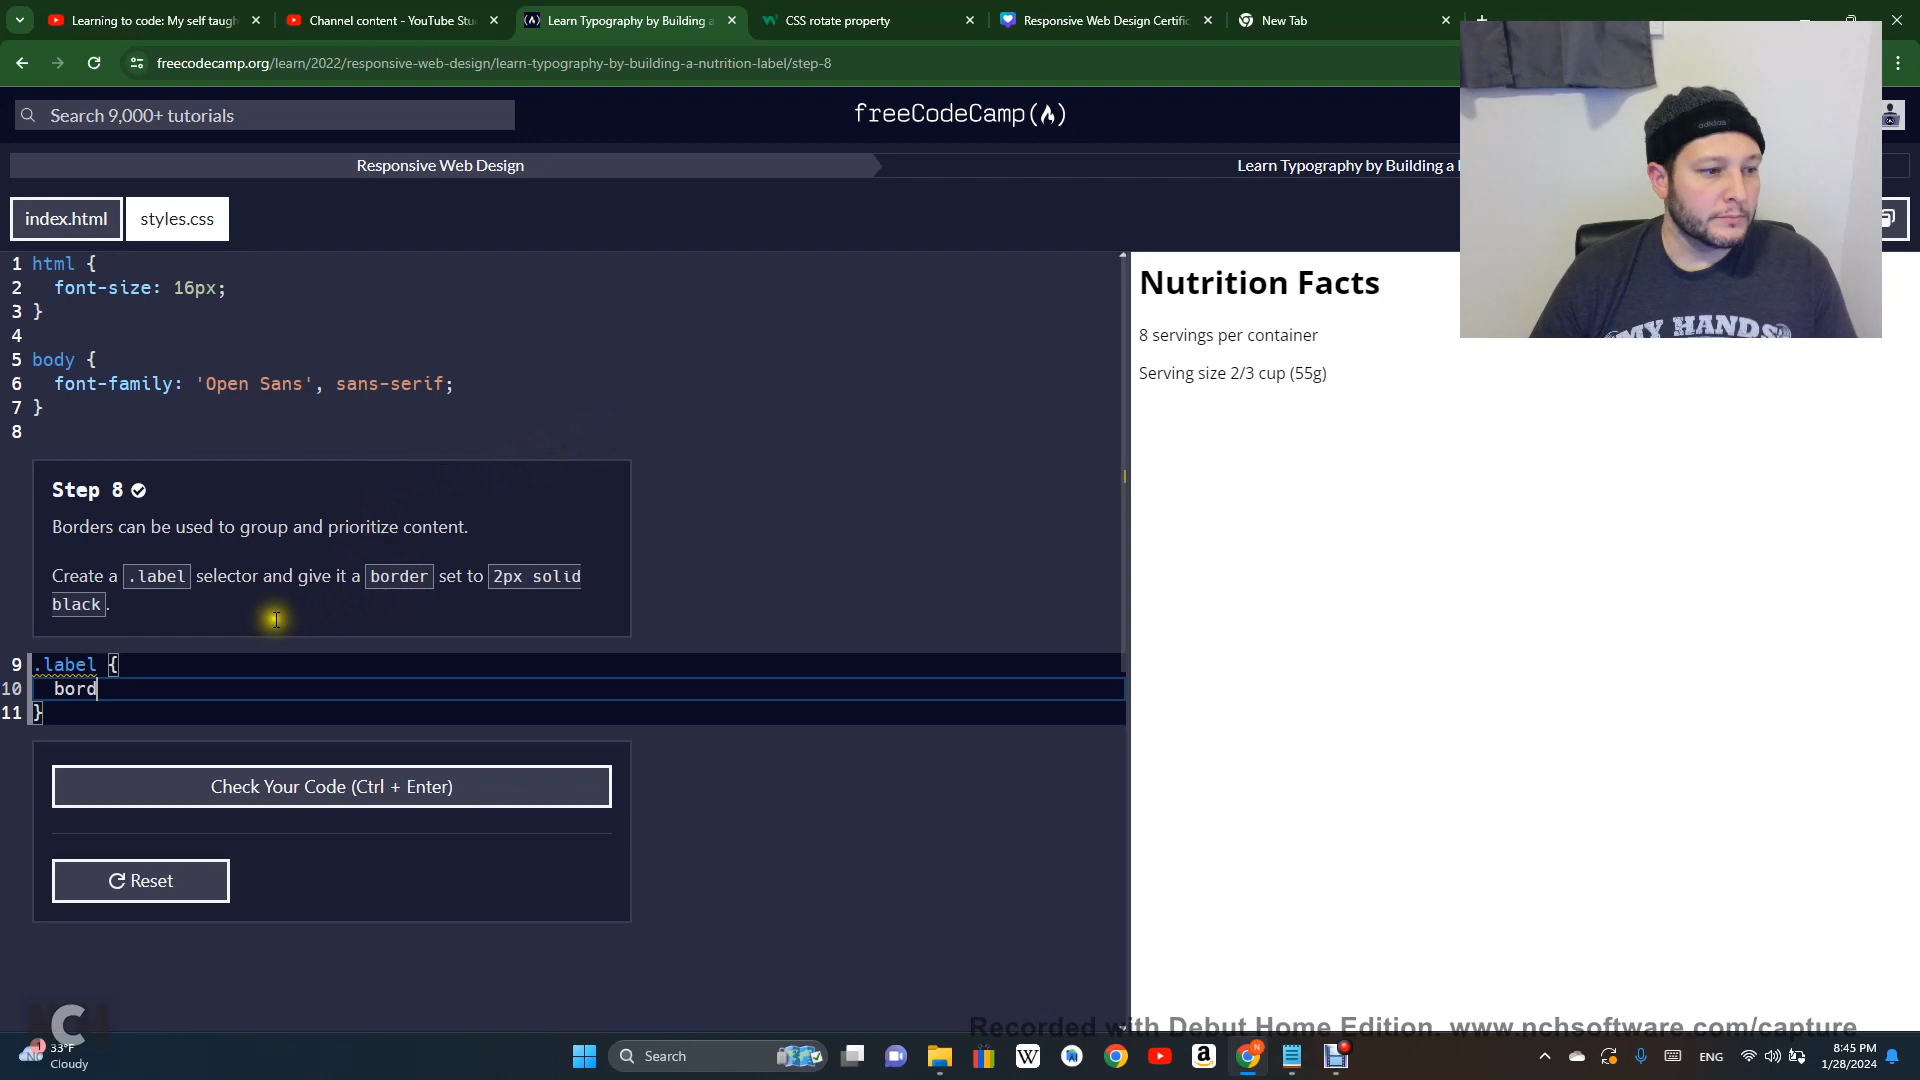 Learning to code: My self taugh
Channel content - YouTube Stu
Learn Typography by Building a
CSS rotate property
Responsive Web Design Certific
New Tab
freecodecamp.org/learn/2022/responsive-web-design/learn-typography-by-building-a-nutrition-label/step-8
Search 9,000+ tutorials
freeCodeCamp
Responsive Web Design
Learn Typography by Building a
index.html
styles.css
1 html {
2 font-size: 16px;
3 }
4
5 body {
6 font-family: 'Open Sans', sans-serif;
7 }
8
Step 8
Borders can be used to group and prioritize content.
Create a .label selector and give it a border set to 2px solid
black.
9 .label {
10 bord
11 }
Check Your Code (Ctrl + Enter)
Reset
Nutrition Facts
8 servings per container
Serving size 2/3 cup (55g)
adidas
MY HANDS
NCH
Recorded with Debut Home Edition. www.nchsoftware.com/capture
33°F
Cloudy
Search
ENG
8:45 PM
1/28/2024